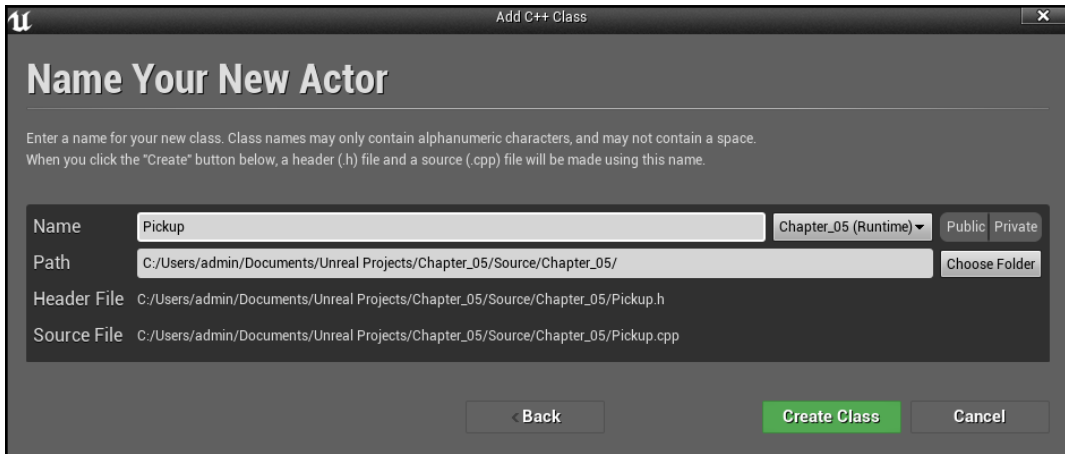 Add C++ Class
Name Your New Actor
Enter a name for your new class. Class names may only contain alphanumeric characters, and may not contain a space.
When you click the "Create" button below, a header (.h) file and a source (.cpp) file will be made using this name.
Name Pickup Chapter_05 (Runtime) Public Private
Path C:/Users/admin/Documents/Unreal Projects/Chapter_05/Source/Chapter_05/ Choose Folder
Header File C:/Users/admin/Documents/Unreal Projects/Chapter_05/Source/Chapter_05/Pickup.h
Source File C:/Users/admin/Documents/Unreal Projects/Chapter_05/Source/Chapter_05/Pickup.cpp
Back Create Class Cancel